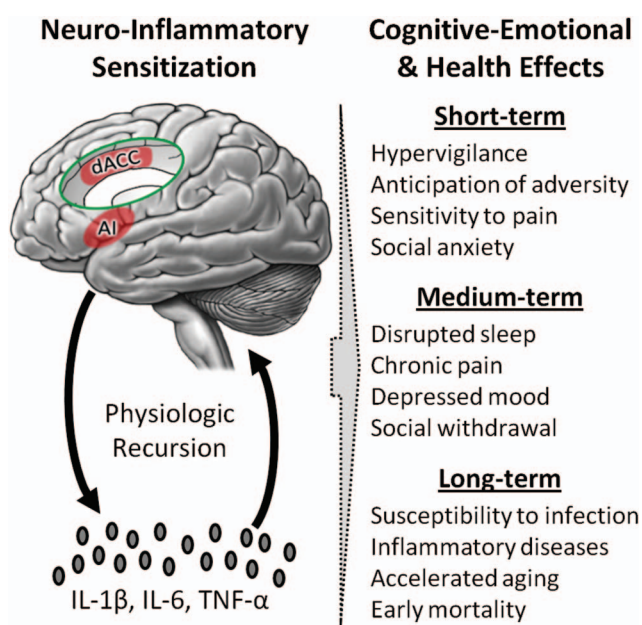 Neuro-Inflammatory
Sensitization
dACC
AI
Physiologic
Recursion
IL-1β, IL-6, TNF-α
Cognitive-Emotional
& Health Effects
Short-term
Hypervigilance
Anticipation of adversity
Sensitivity to pain
Social anxiety
Medium-term
Disrupted sleep
Chronic pain
Depressed mood
Social withdrawal
Long-term
Susceptibility to infection
Inflammatory diseases
Accelerated aging
Early mortality